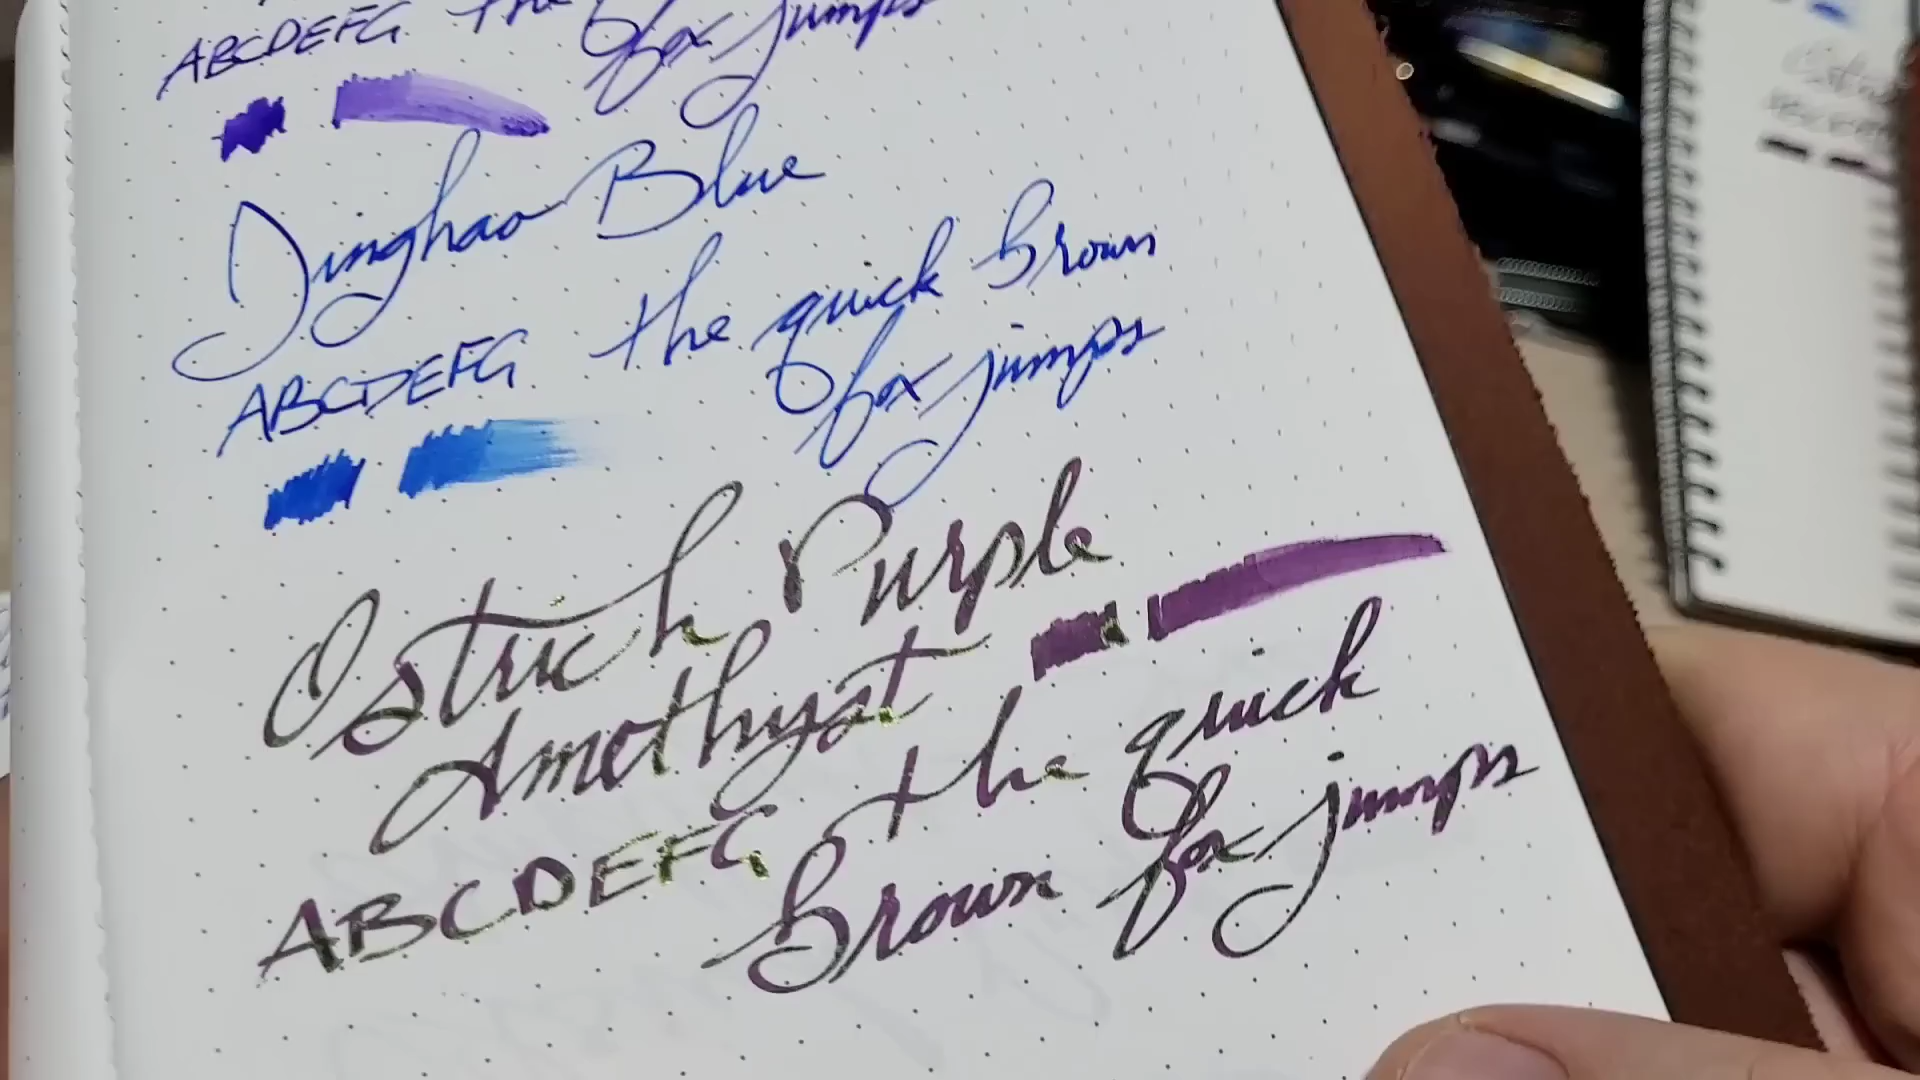 ABCDEFG the
fox jumps
Jinghao Blue
ABCDEFG the quick brown
fox jumps
Ostrich Purple
Amethyst
ABCDEFG the quick
brown fox jumps